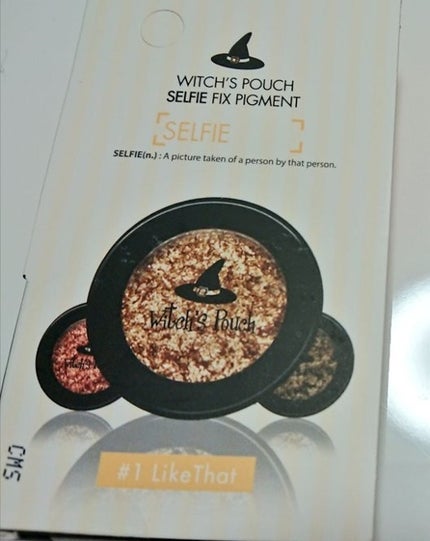 WITCH'S POUCH
SELFIE FIX PIGMENT
SELFIE
SELFIE(n.) : A picture taken of a person by that person.
Witch's Pouch
Witch's
#1 LikeThat
CMS